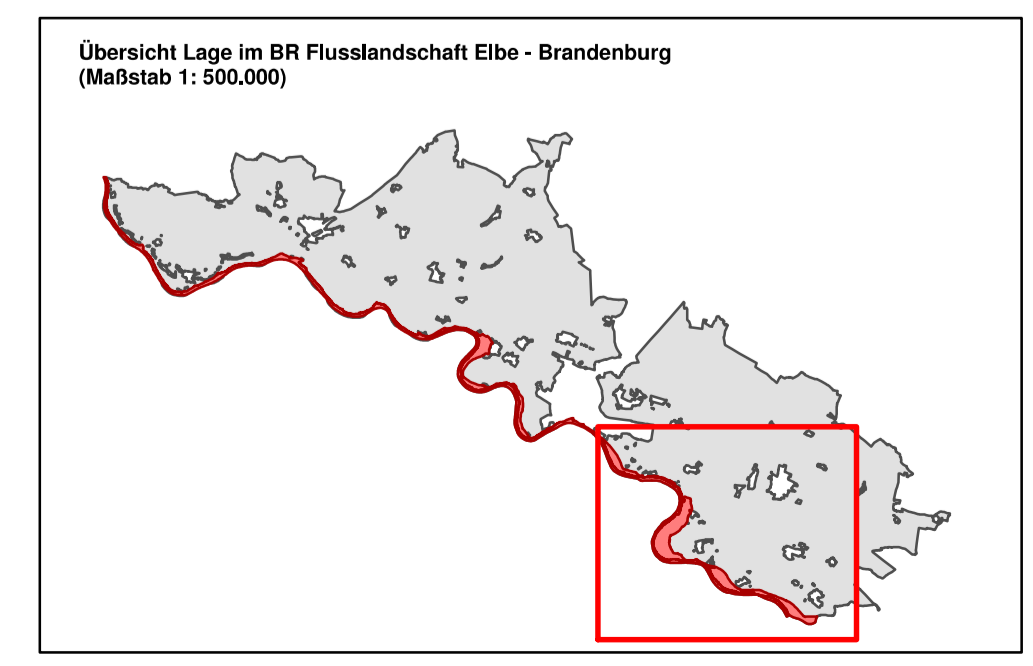 Übersicht Lage im BR Flusslandschaft Elbe - Brandenburg
(Maßstab 1: 500.000)